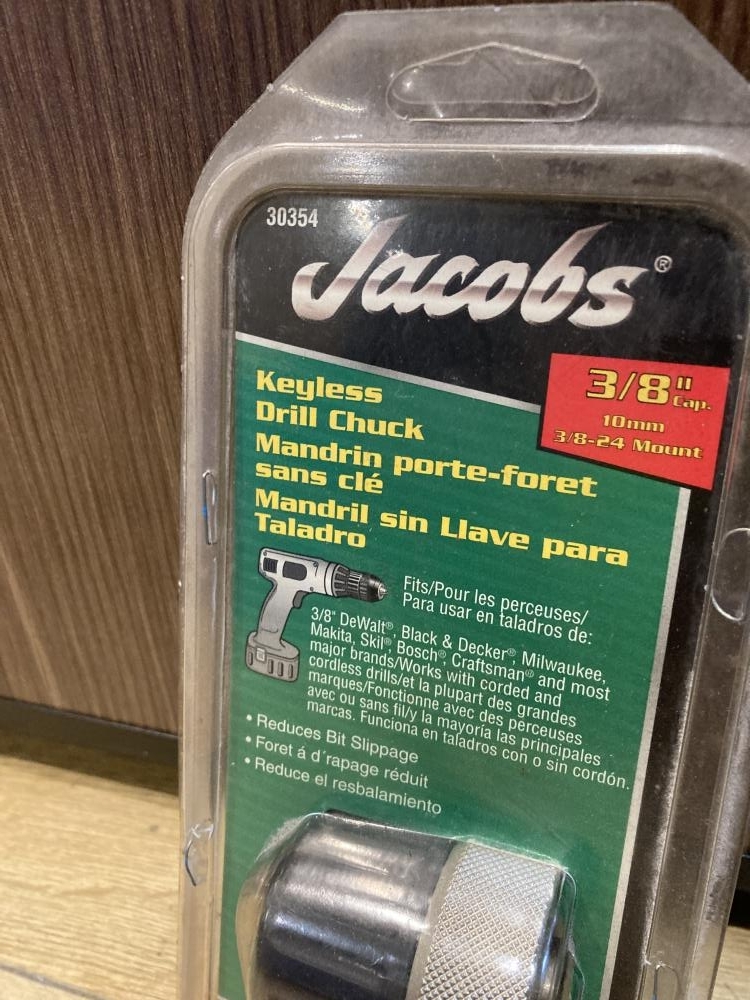 30354
Jacobs®
3/8" Cap.
10mm
3/8-24 Mount
Keyless
Drill Chuck
Mandrin porte-foret
sans clé
Mandril sin Llave para
Taladro
Fits/Pour les perceuses/
Para usar en taladros de:
3/8" DeWalt®, Black & Decker®, Milwaukee,
Makita, Skil®, Bosch®, Craftsman® and most
major brands/Works with corded and
cordless drills/et la plupart des grandes
marques/Fonctionne avec des perceuses
avec ou sans fil/y la mayoría las principales
marcas. Funciona en taladros con o sin cordón.
• Reduces Bit Slippage
• Foret á d´rapage réduit
• Reduce el resbalamiento